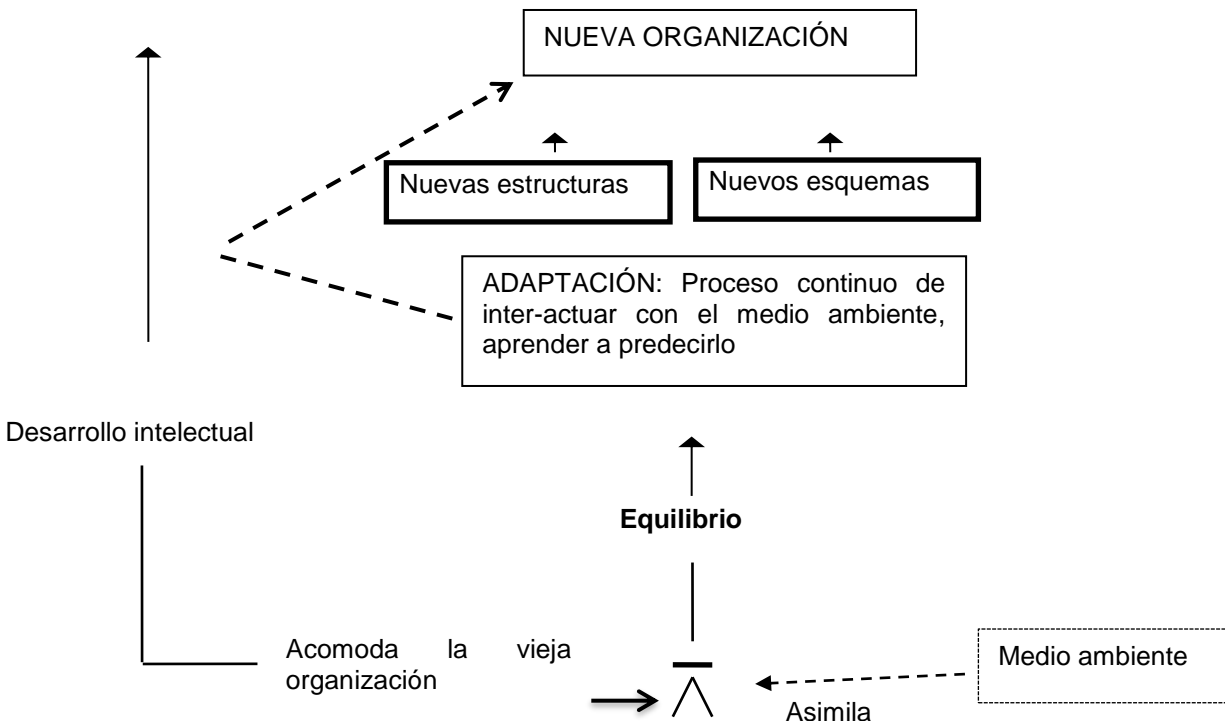 NUEVA ORGANIZACIÓN
Nuevas estructuras
Nuevos esquemas
ADAPTACIÓN: Proceso continuo de
inter-actuar con el medio ambiente,
aprender a predecirlo
Desarrollo intelectual
Equilibrio
Acomoda la vieja
organización
Medio ambiente
Asimila